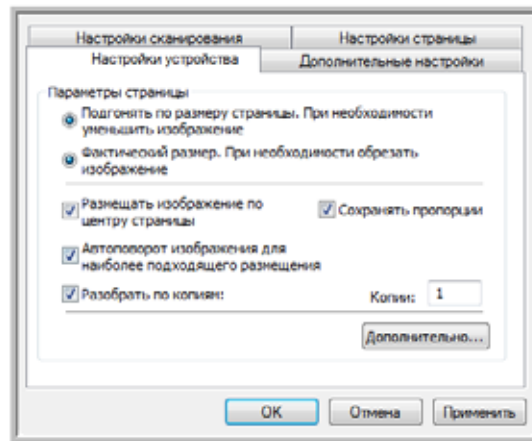 Настройки сканирования
Настройки страницы
Настройки устройства
Дополнительные настройки
Параметры страницы
Подгонять по размеру страницы. При необходимости
уменьшить изображение
Фактический размер. При необходимости обрезать
изображение
Размещать изображение по
центру страницы
Сохранять пропорции
Автоповорот изображения для
наиболее подходящего размещения
Разобрать по копиям:
Копии: 1
Дополнительно...
ОК
Отмена
Применить